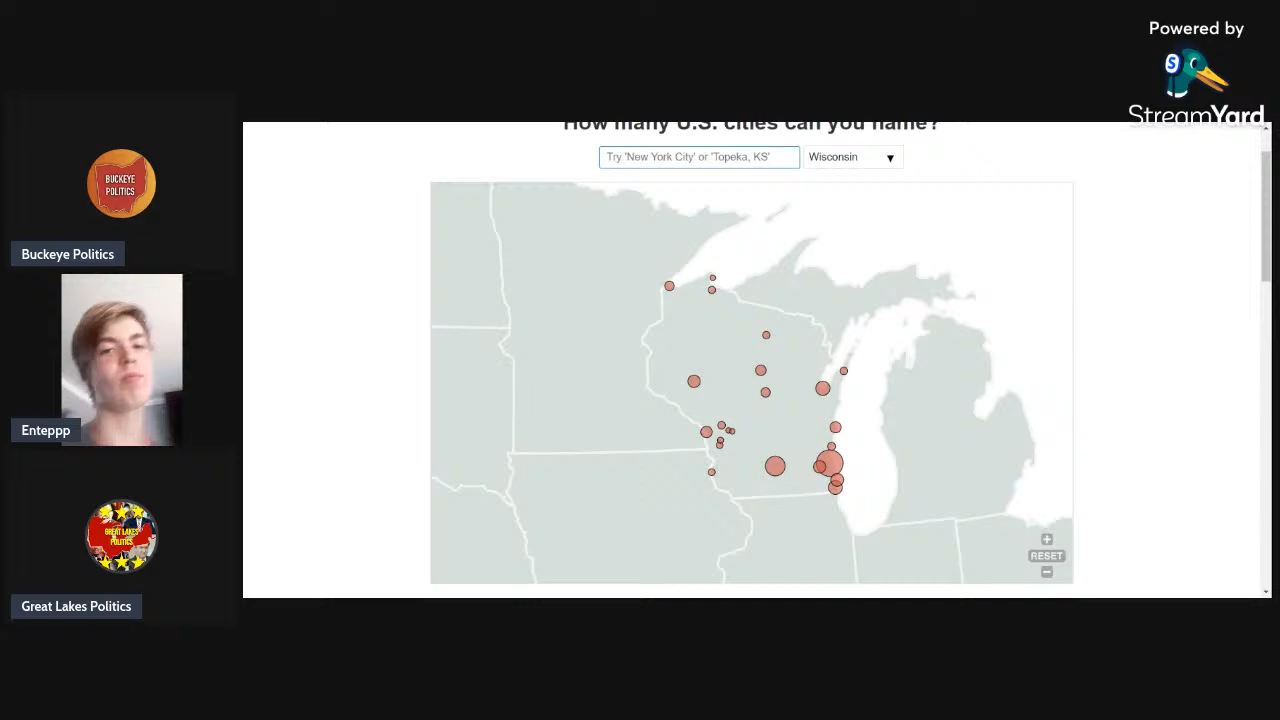 Powered by
S
StreamYard
How many U.S. cities can you name?
Try 'New York City' or 'Topeka, KS'
Wisconsin
BUCKEYE
POLITICS
Buckeye Politics
Enteppp
GREAT LAKES
POLITICS
Great Lakes Politics
+
RESET
−